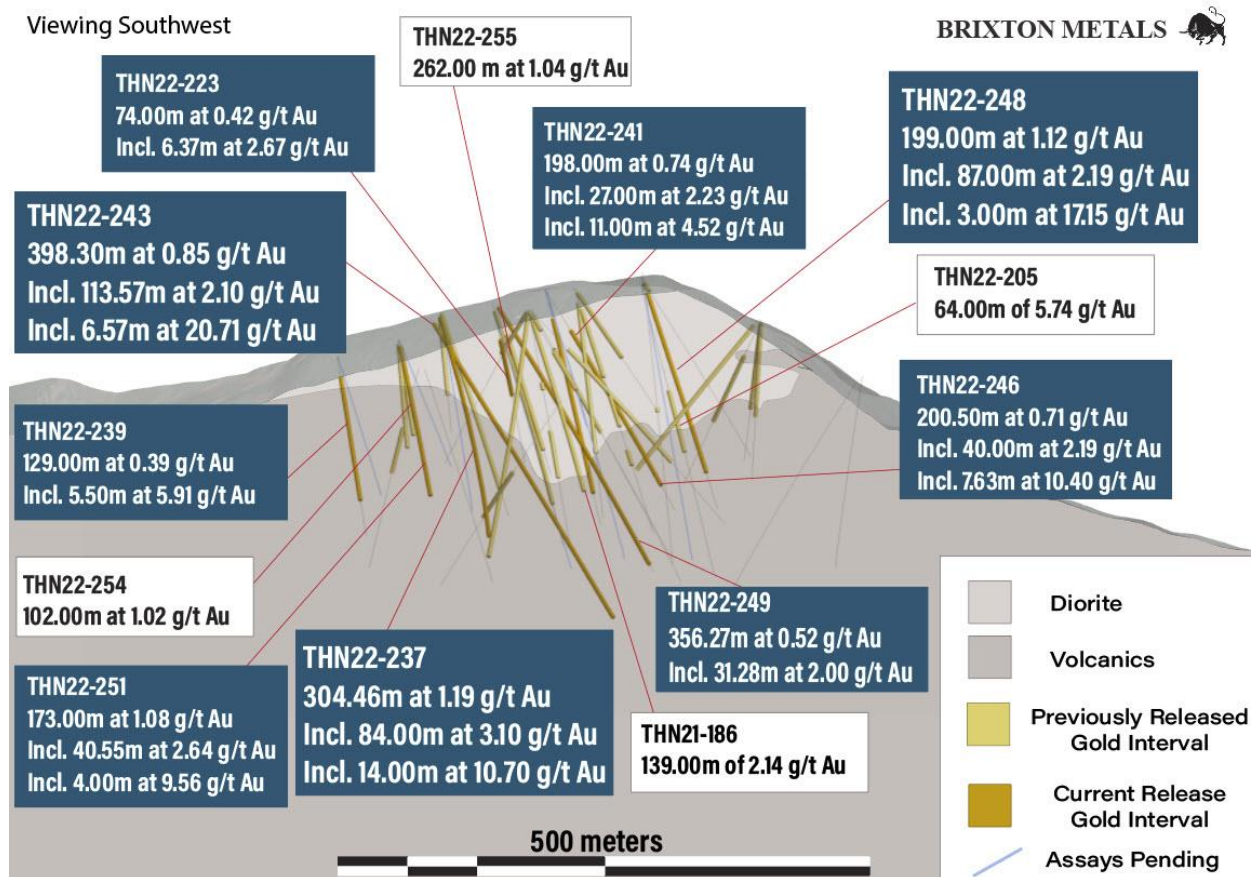 Viewing Southwest
BRIXTON METALS
THN22-255
262.00 m at 1.04 g/t Au
THN22-223
74.00m at 0.42 g/t Au
Incl. 6.37m at 2.67 g/t Au
THN22-241
198.00m at 0.74 g/t Au
Incl. 27.00m at 2.23 g/t Au
Incl. 11.00m at 4.52 g/t Au
THN22-248
199.00m at 1.12 g/t Au
Incl. 87.00m at 2.19 g/t Au
Incl. 3.00m at 17.15 g/t Au
THN22-243
398.30m at 0.85 g/t Au
Incl. 113.57m at 2.10 g/t Au
Incl. 6.57m at 20.71 g/t Au
THN22-205
64.00m of 5.74 g/t Au
THN22-246
200.50m at 0.71 g/t Au
Incl. 40.00m at 2.19 g/t Au
Incl. 7.63m at 10.40 g/t Au
THN22-239
129.00m at 0.39 g/t Au
Incl. 5.50m at 5.91 g/t Au
THN22-254
102.00m at 1.02 g/t Au
THN22-251
173.00m at 1.08 g/t Au
Incl. 40.55m at 2.64 g/t Au
Incl. 4.00m at 9.56 g/t Au
THN22-237
304.46m at 1.19 g/t Au
Incl. 84.00m at 3.10 g/t Au
Incl. 14.00m at 10.70 g/t Au
THN22-249
356.27m at 0.52 g/t Au
Incl. 31.28m at 2.00 g/t Au
THN21-186
139.00m of 2.14 g/t Au
Diorite
Volcanics
Previously Released
Gold Interval
Current Release
Gold Interval
Assays Pending
500 meters